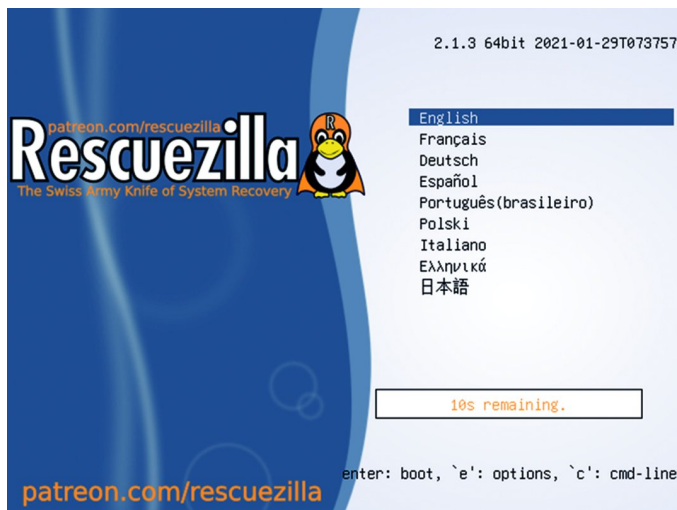 2.1.3 64bit 2021-01-29T073757
patreon.com/rescuezilla
Rescuezilla
R
The Swiss Army Knife of System Recovery
English
Français
Deutsch
Español
Português(brasileiro)
Polski
Italiano
Ελληνικά
日本語
10s remaining.
enter: boot, `e': options, `c': cmd-line
patreon.com/rescuezilla